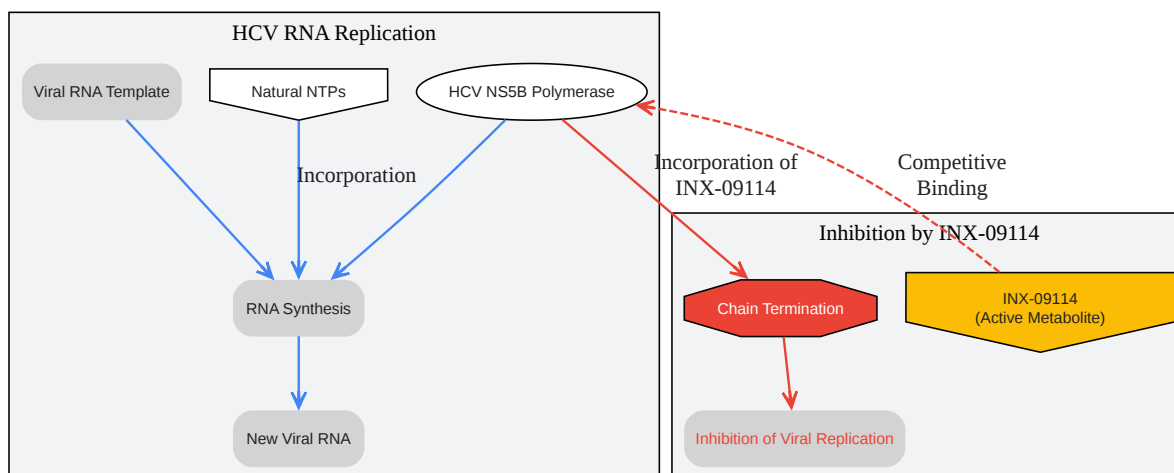 HCV RNA Replication
Viral RNA Template
Natural NTPs
HCV NS5B Polymerase
Incorporation
Incorporation of
INX-09114
Competitive
Binding
Inhibition by INX-09114
RNA Synthesis
Chain Termination
INX-09114
(Active Metabolite)
New Viral RNA
Inhibition of Viral Replication